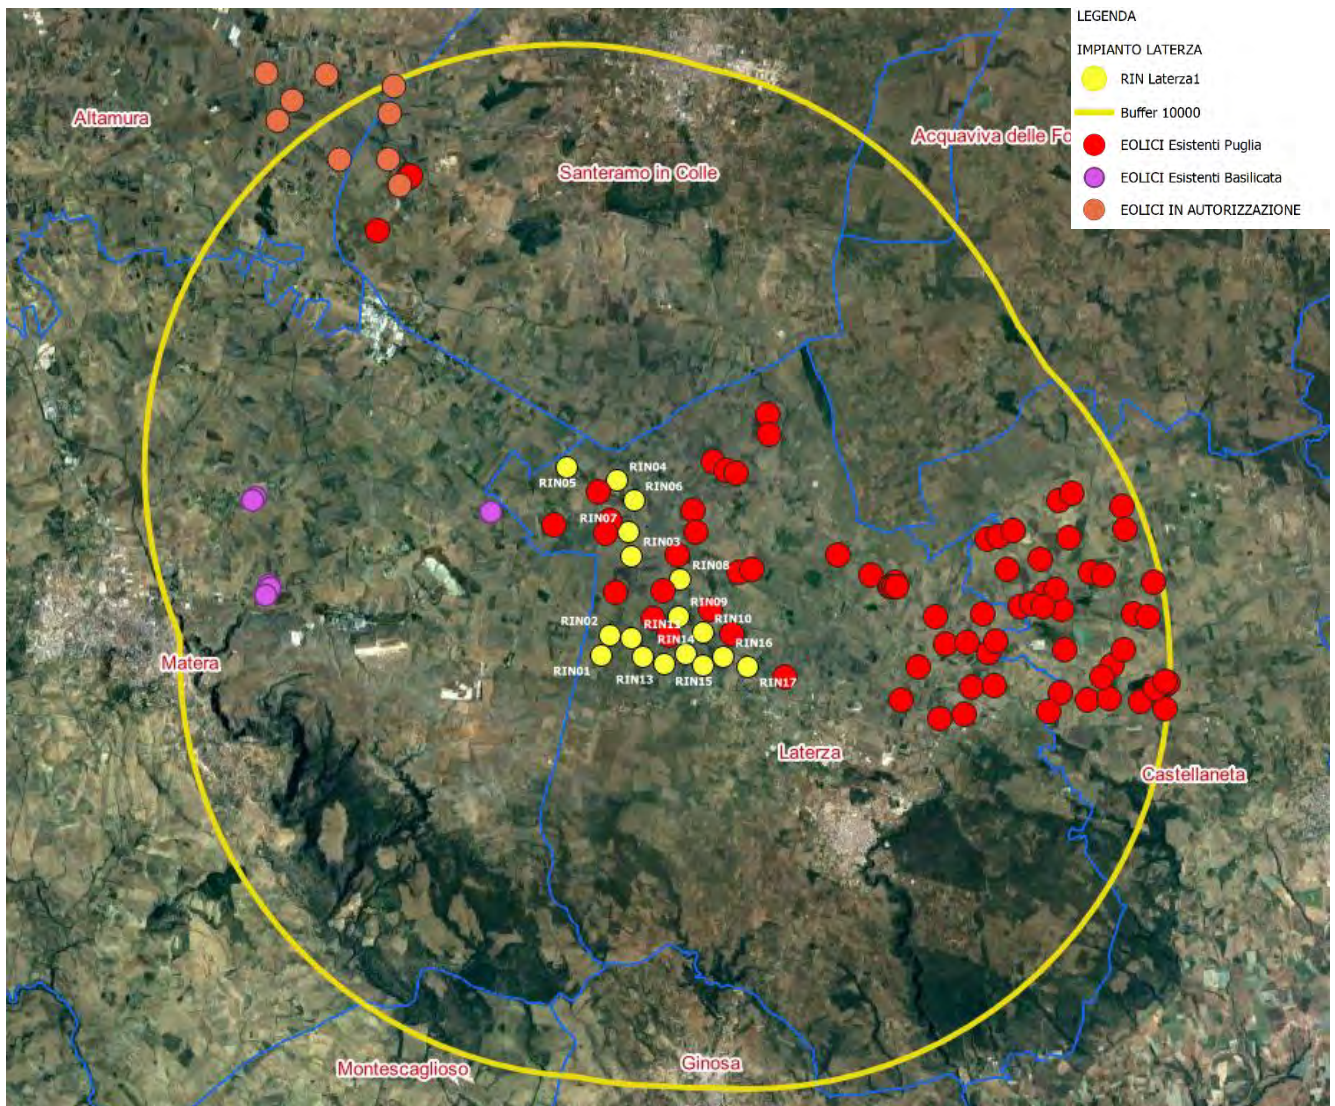 LEGENDA
IMPIANTO LATERZA
RIN Laterza1
Buffer 10000
EOLICI Esistenti Puglia
EOLICI Esistenti Basilicata
EOLICI IN AUTORIZZAZIONE
Altamura
Acquaviva delle Fo
Santeramo in Colle
RIN04
RIN05
RIN06
RIN07
RIN03
RIN08
RIN09
RIN10
RIN02
RIN14
RIN16
RIN01
RIN13
RIN15
RIN17
Matera
Laterza
Castellaneta
Montescaglioso
Ginosa